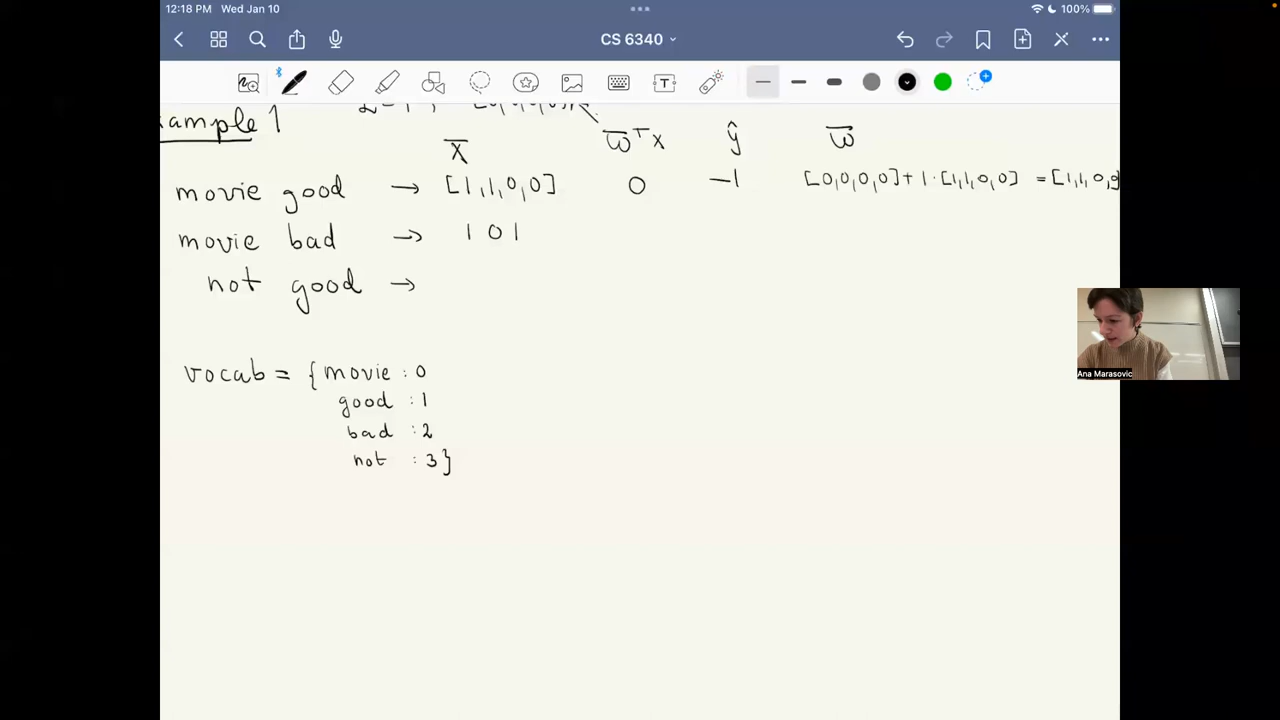 12:18 PM Wed Jan 10
100%
CS 6340
Example 1
x̄ w̄ᵀx ŷ w̄
movie good → [1,1,0,0] 0 −1 [0,0,0,0]+1·[1,1,0,0] = [1,1,0,0
movie bad → 1 0 1
not good →
vocab = {movie : 0
good : 1
bad : 2
not : 3}
Ana Marasovic